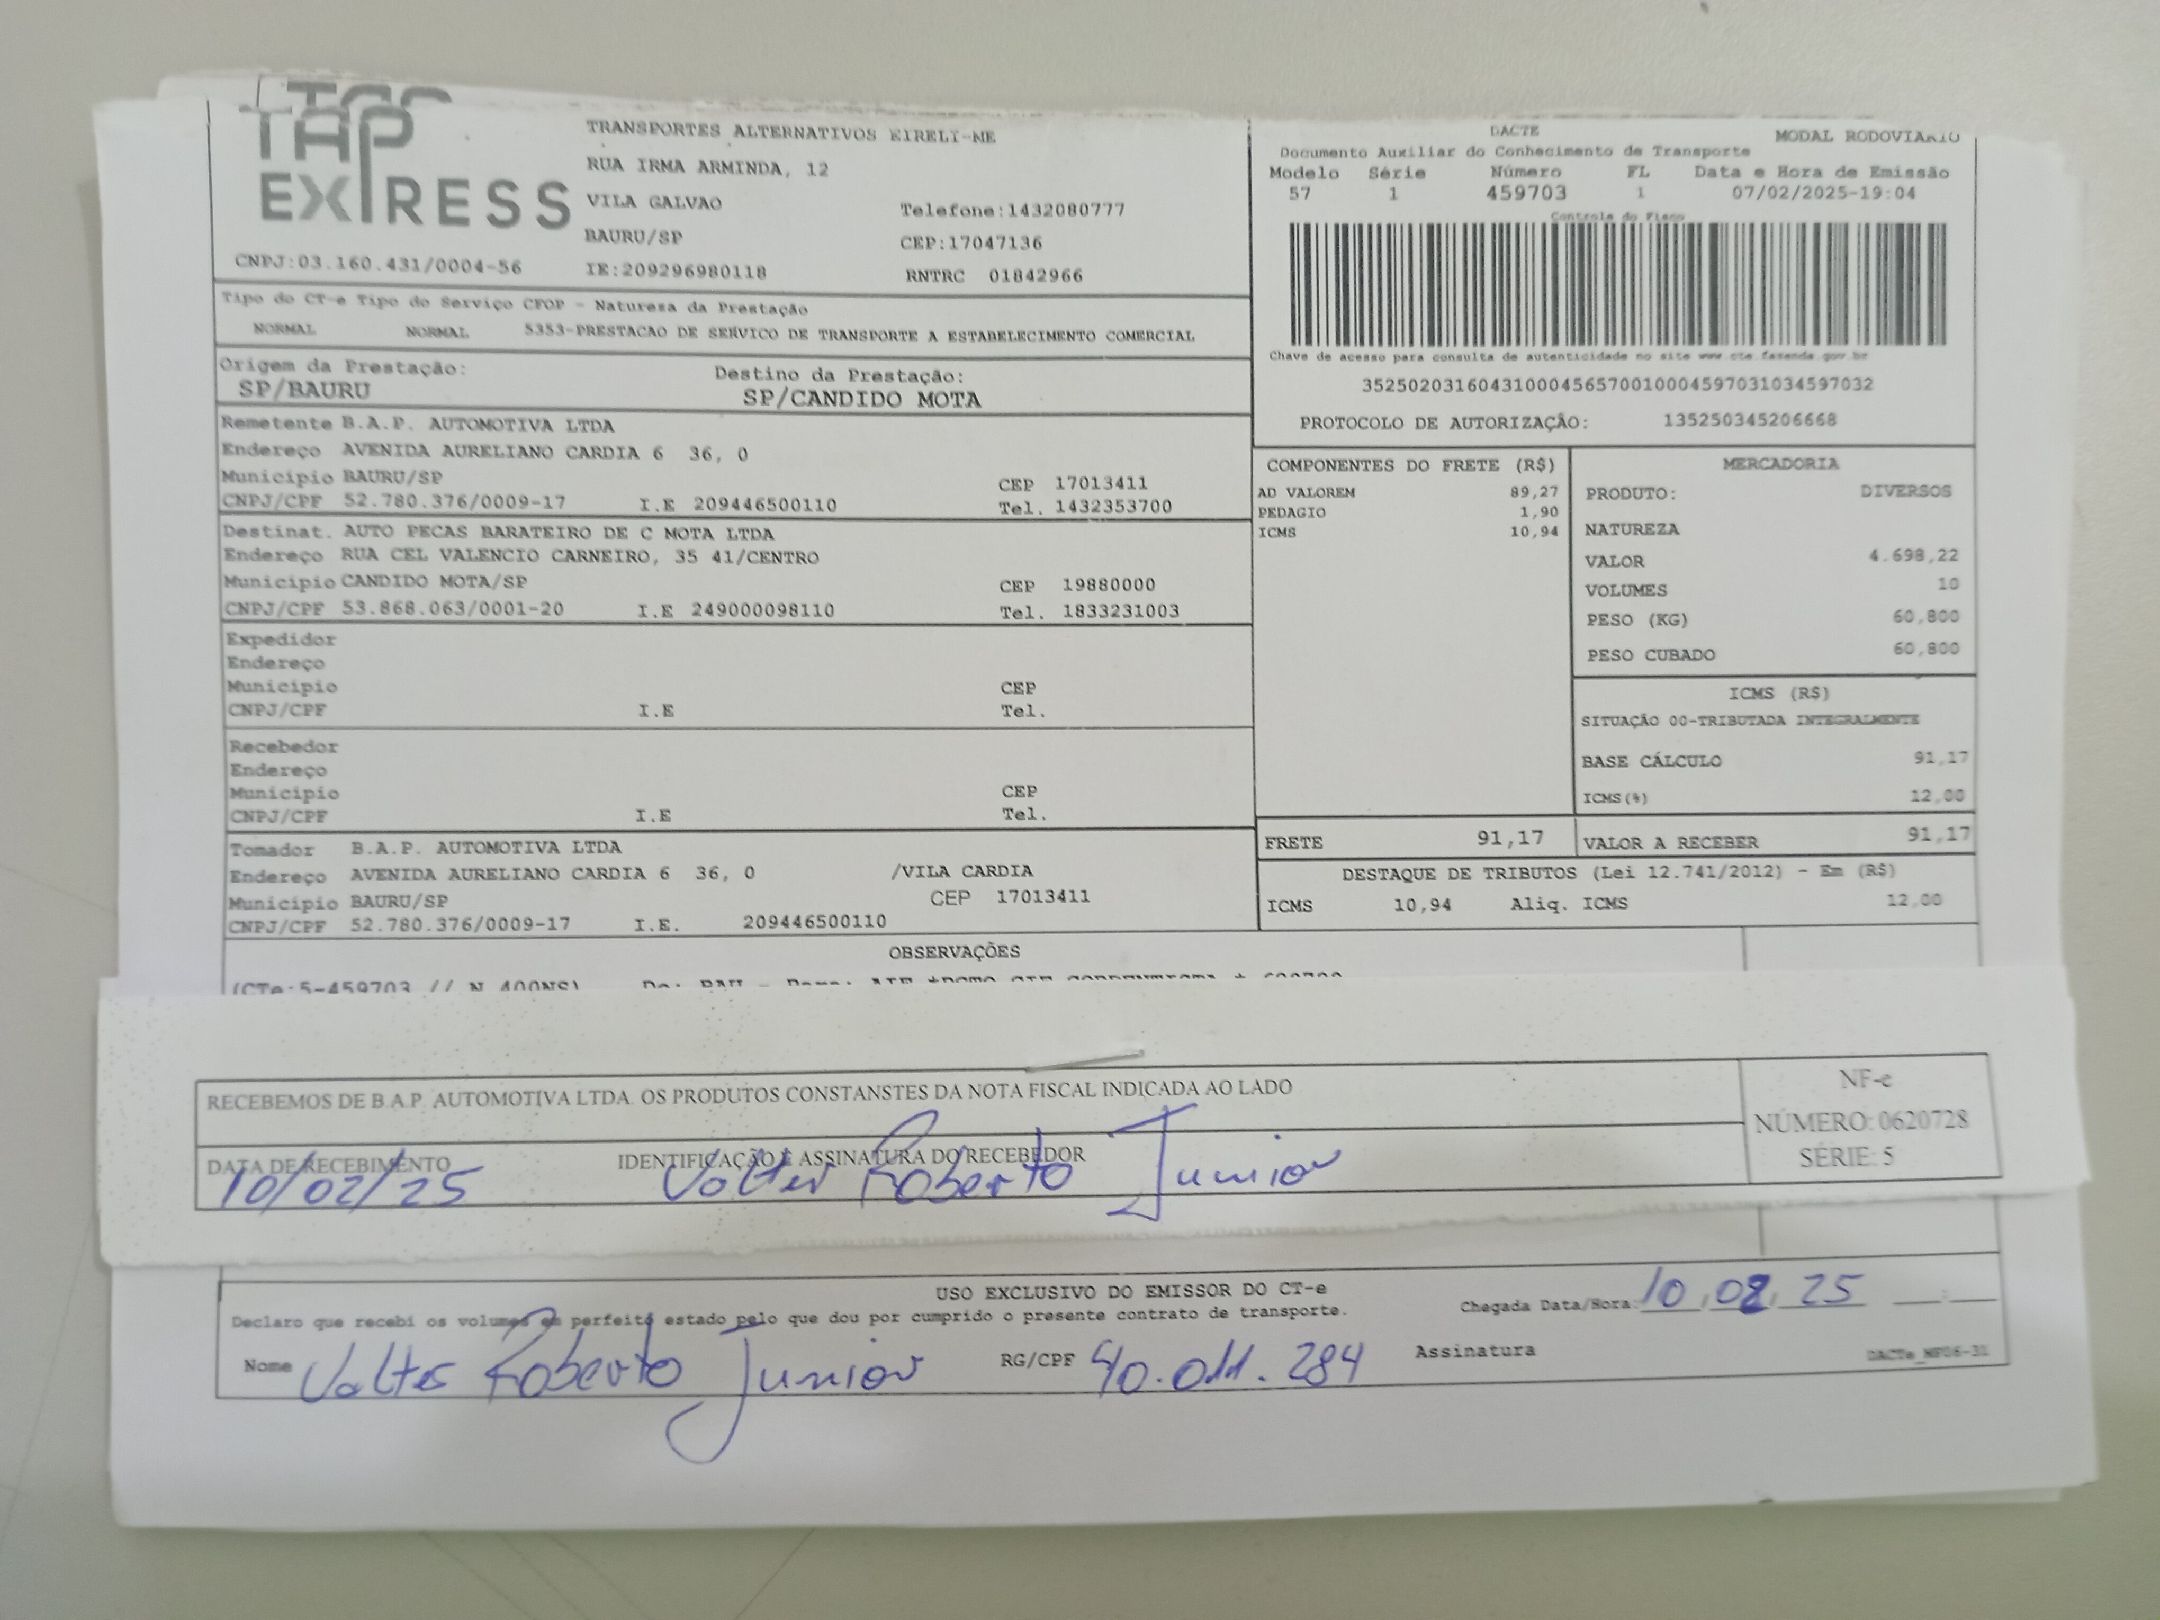 TAP
EXPRESS
TRANSPORTES ALTERNATIVOS EIRELI-ME
RUA IRMA ARMINDA, 12
VILA GALVAO
Telefone:1432080777
BAURU/SP
CEP:17047136
CNPJ:03.160.431/0004-56
IE:209296980118
RNTRC 01842966
DACTE
MODAL RODOVIARIO
Documento Auxiliar do Conhecimento de Transporte
Modelo Série Número FL Data e Hora de Emissão
57 1 459703 1 07/02/2025-19:04
Controle do Fisco
Chave de acesso para consulta de autenticidade no site www.cte.fazenda.gov.br
35250203160431000456570010004597031034597032
PROTOCOLO DE AUTORIZAÇÃO: 135250345206668
Tipo do CT-e Tipo do Serviço CFOP - Natureza da Prestação
NORMAL NORMAL 5353-PRESTACAO DE SERVICO DE TRANSPORTE A ESTABELECIMENTO COMERCIAL
Origem da Prestação: Destino da Prestação:
SP/BAURU SP/CANDIDO MOTA
Remetente B.A.P. AUTOMOTIVA LTDA
Endereço AVENIDA AURELIANO CARDIA 6 36, 0
Município BAURU/SP CEP 17013411
CNPJ/CPF 52.780.376/0009-17 I.E 209446500110 Tel. 1432353700
Destinat. AUTO PECAS BARATEIRO DE C MOTA LTDA
Endereço RUA CEL VALENCIO CARNEIRO, 35 41/CENTRO
Município CANDIDO MOTA/SP CEP 19880000
CNPJ/CPF 53.868.063/0001-20 I.E 249000098110 Tel. 1833231003
Expedidor
Endereço
Município CEP
CNPJ/CPF I.E Tel.
Recebedor
Endereço
Município CEP
CNPJ/CPF I.E Tel.
Tomador B.A.P. AUTOMOTIVA LTDA
Endereço AVENIDA AURELIANO CARDIA 6 36, 0 /VILA CARDIA
Município BAURU/SP CEP 17013411
CNPJ/CPF 52.780.376/0009-17 I.E. 209446500110
COMPONENTES DO FRETE (R$)
AD VALOREM 89,27
PEDAGIO 1,90
ICMS 10,94
MERCADORIA
PRODUTO: DIVERSOS
NATUREZA
VALOR 4.698,22
VOLUMES 10
PESO (KG) 60,800
PESO CUBADO 60,800
ICMS (R$)
SITUAÇÃO 00-TRIBUTADA INTEGRALMENTE
BASE CÁLCULO 91,17
ICMS(%) 12,00
FRETE 91,17 VALOR A RECEBER 91,17
DESTAQUE DE TRIBUTOS (Lei 12.741/2012) - Em (R$)
ICMS 10,94 Aliq. ICMS 12,00
OBSERVAÇÕES
(CTe:5-459703 // N 400NS)
RECEBEMOS DE B.A.P. AUTOMOTIVA LTDA. OS PRODUTOS CONSTANSTES DA NOTA FISCAL INDICADA AO LADO
NF-e
NÚMERO: 0620728
SÉRIE: 5
DATA DE RECEBIMENTO IDENTIFICAÇÃO E ASSINATURA DO RECEBEDOR
10/02/25 Volter Roberto Junior
USO EXCLUSIVO DO EMISSOR DO CT-e
Declaro que recebi os volumes em perfeito estado pelo que dou por cumprido o presente contrato de transporte.
Chegada Data/Hora: 10 02 25
Nome Volter Roberto Junior RG/CPF 40.011.284 Assinatura
DACTe_MP06-31